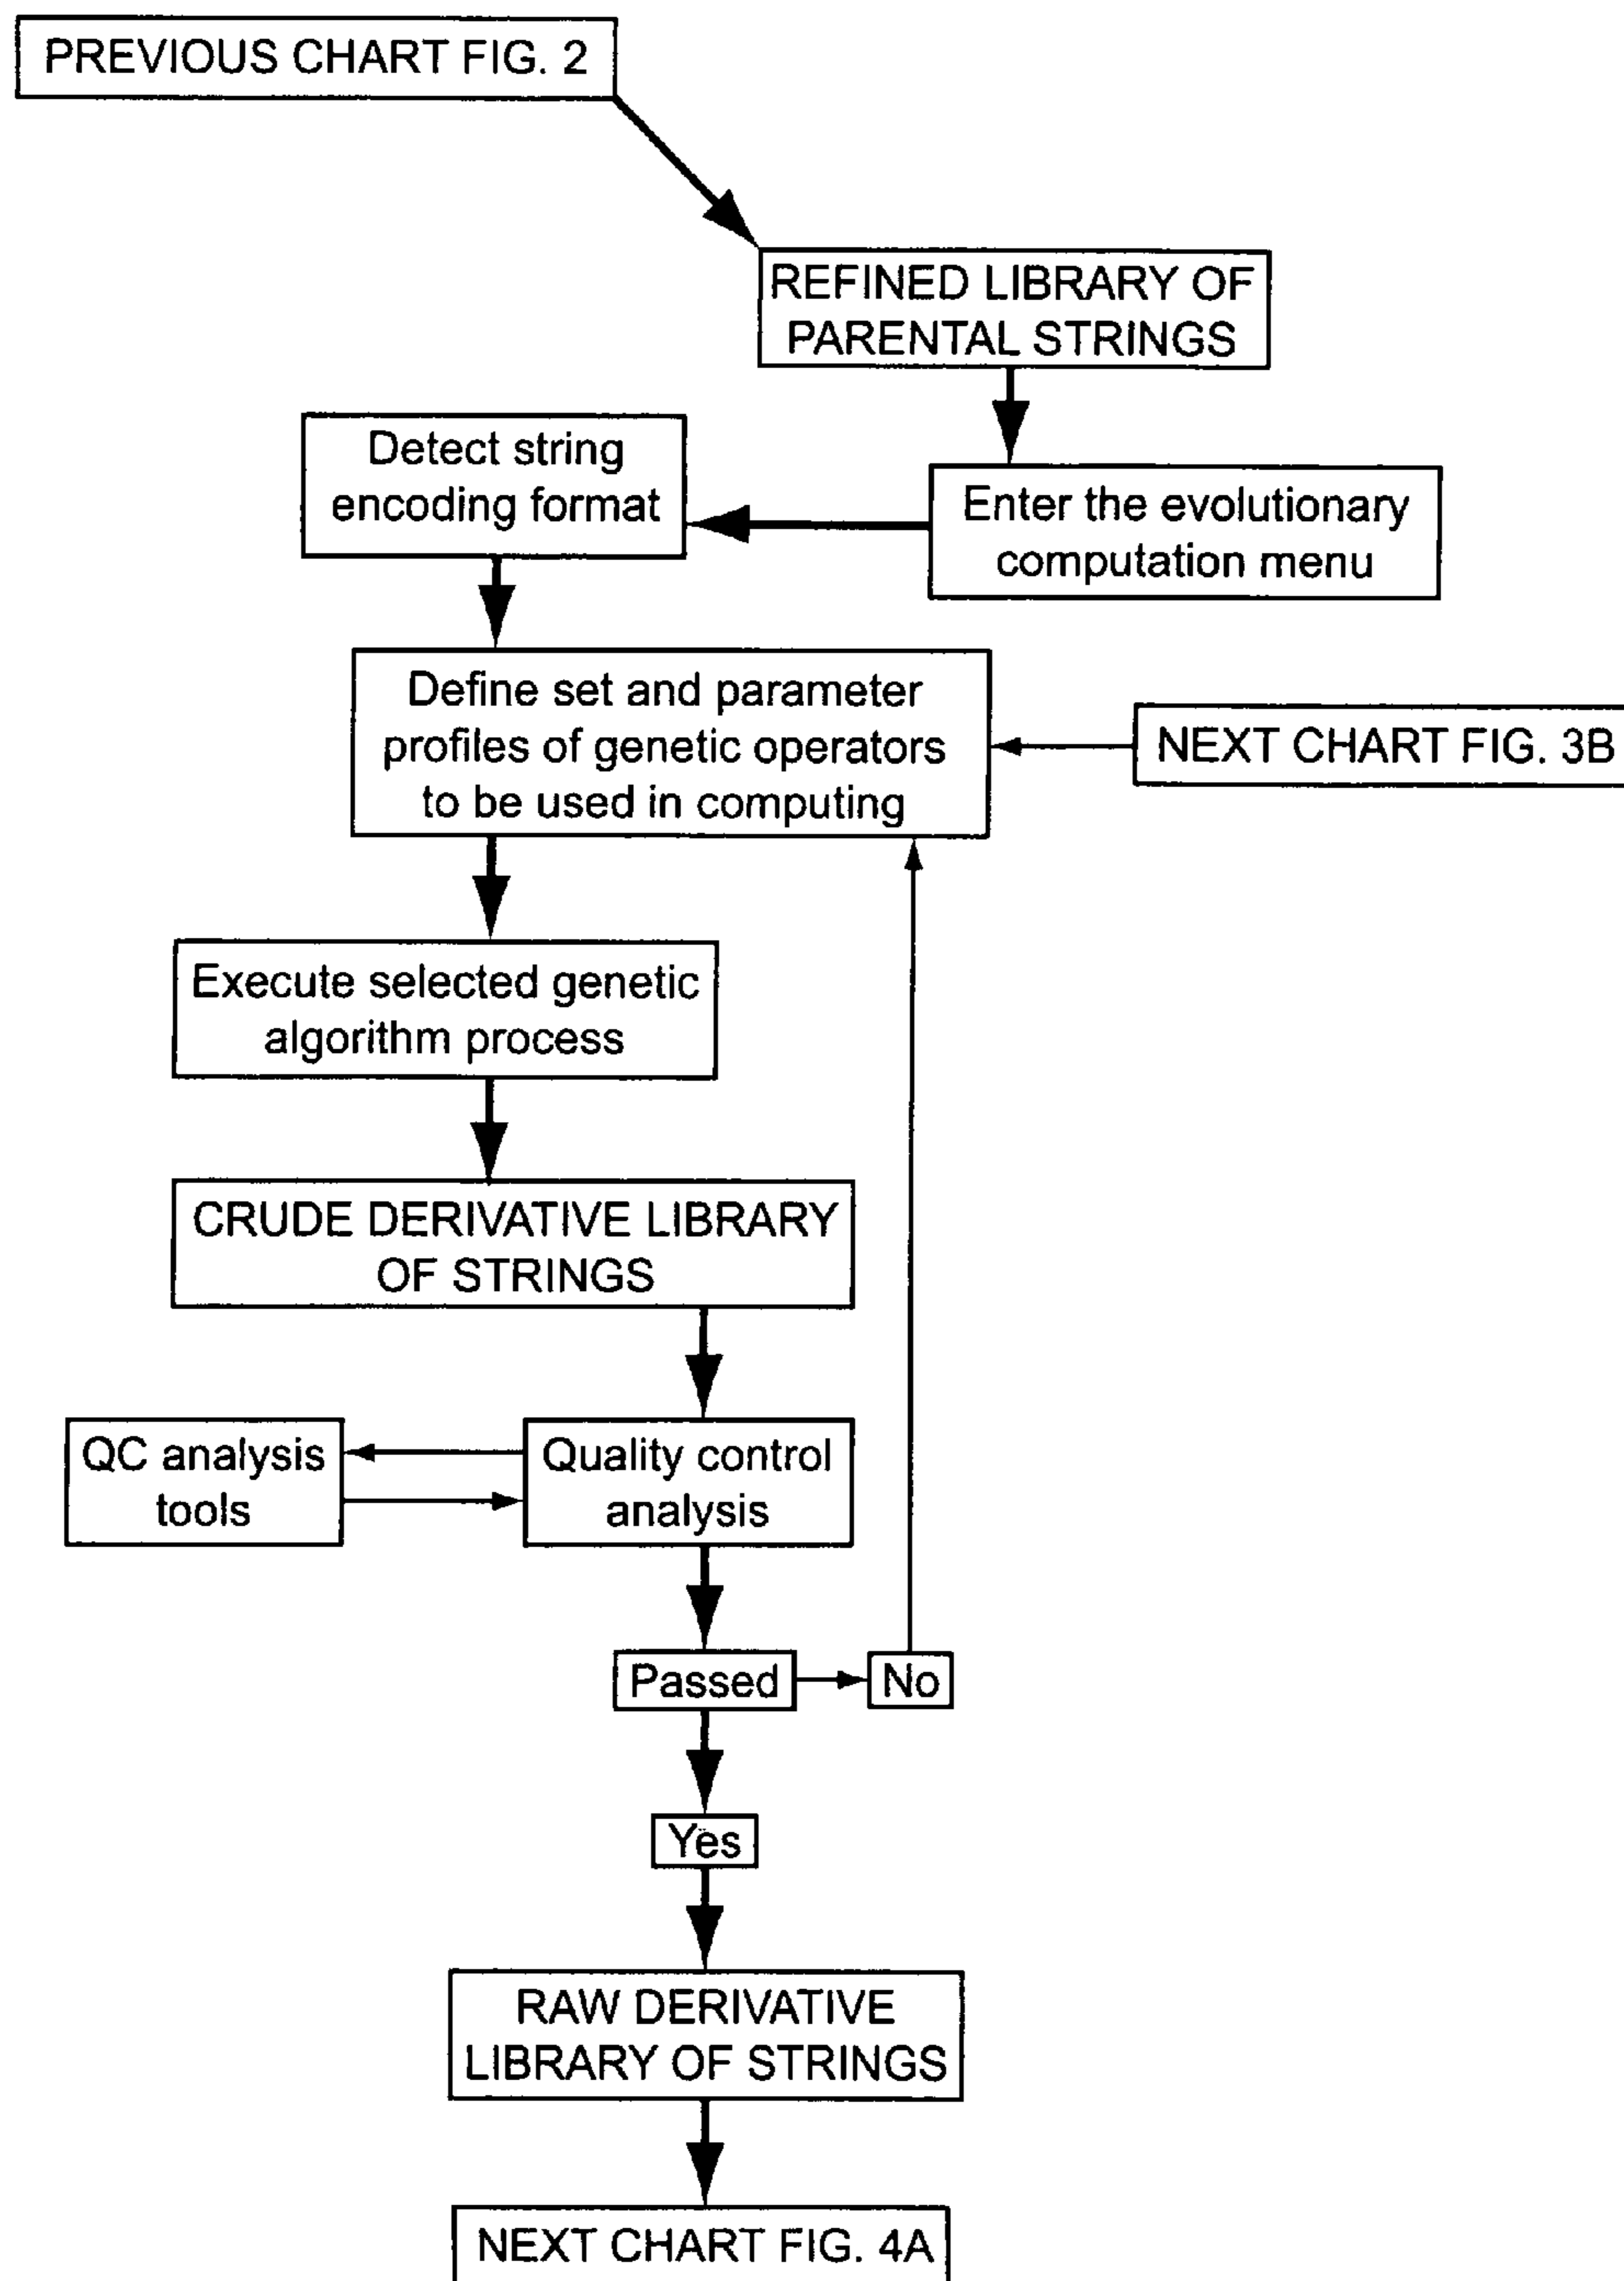 PREVIOUS CHART FIG. 2
REFINED LIBRARY OF
PARENTAL STRINGS
Enter the evolutionary
computation menu
Detect string
encoding format
Define set and parameter
profiles of genetic operators
to be used in computing
NEXT CHART FIG. 3B
Execute selected genetic
algorithm process
CRUDE DERIVATIVE LIBRARY
OF STRINGS
QC analysis
tools
Quality control
analysis
Passed
No
Yes
RAW DERIVATIVE
LIBRARY OF STRINGS
NEXT CHART FIG. 4A